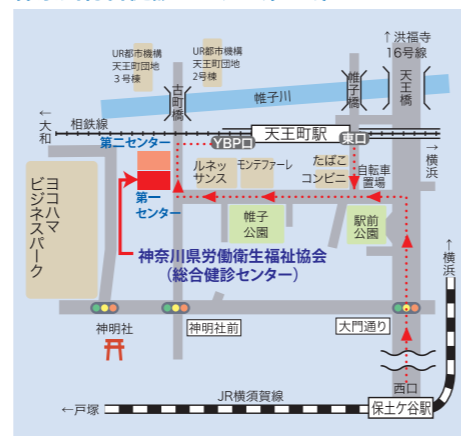 UR都市機構
天王町団地
3号棟
UR都市機構
天王町団地
2号棟
古町橋
帷子川
帷子橋
天王橋
↑洪福寺
16号線
←大和
相鉄線
天王町駅
YBP口
東口
→横浜
第二センター
第一
センター
ルネッ
サンス
モンテファーレ
たばこ
コンビニ
自転車
置場
ヨコハマ
ビジネスパーク
帷子
公園
駅前
公園
神奈川県労働衛生福祉協会
(総合健診センター)
↑横浜
神明社
神明社前
大門通り
西口
JR横須賀線
←戸塚
保土ケ谷駅